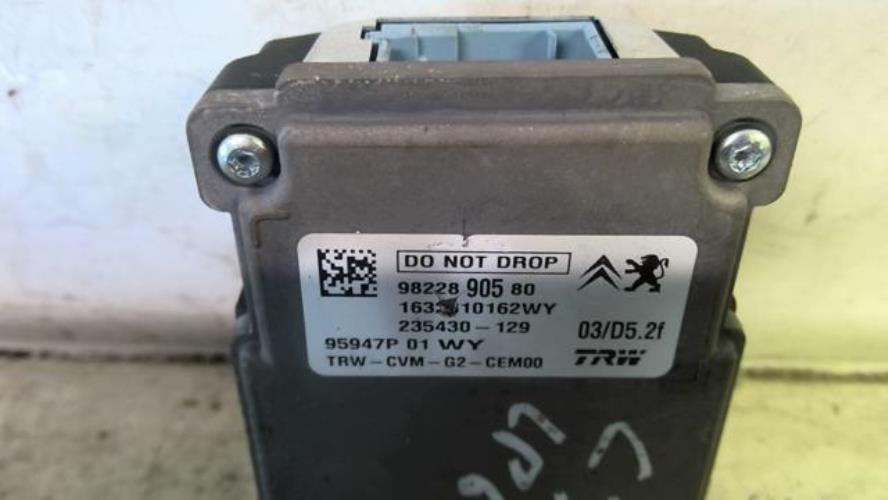 DO NOT DROP
98228 905 80
235430-129
03/D5.2f
95947P 01 WY
TRW
TRW-CVM-G2-CEM00